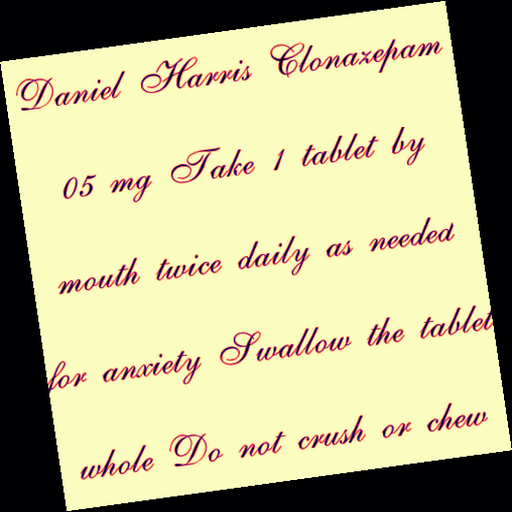 Daniel Harris Clonazepam
05 mg Take 1 tablet by
mouth twice daily as needed
for anxiety Swallow the tablet
whole Do not crush or chew